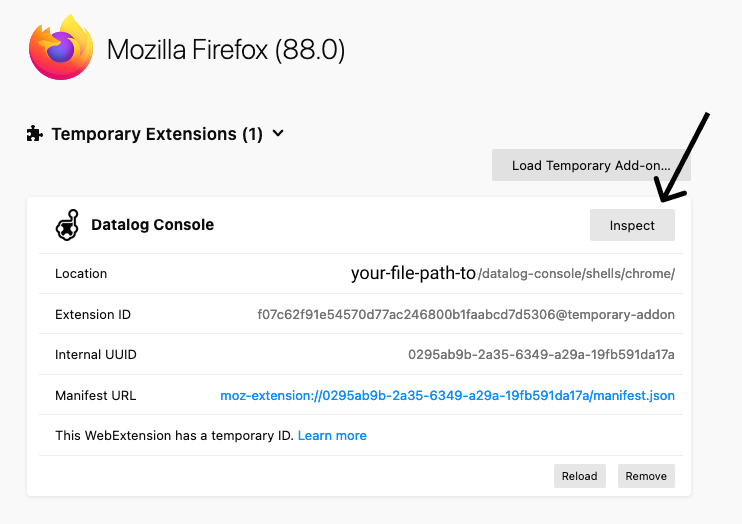 Mozilla Firefox (88.0)
Temporary Extensions (1)
Load Temporary Add-on...
Datalog Console
Inspect
Location your-file-path-to/datalog-console/shells/chrome/
Extension ID f07c62f91e54570d77ac246800b1faabcd7d5306@temporary-addon
Internal UUID 0295ab9b-2a35-6349-a29a-19fb591da17a
Manifest URL moz-extension://0295ab9b-2a35-6349-a29a-19fb591da17a/manifest.json
This WebExtension has a temporary ID. Learn more
Reload Remove